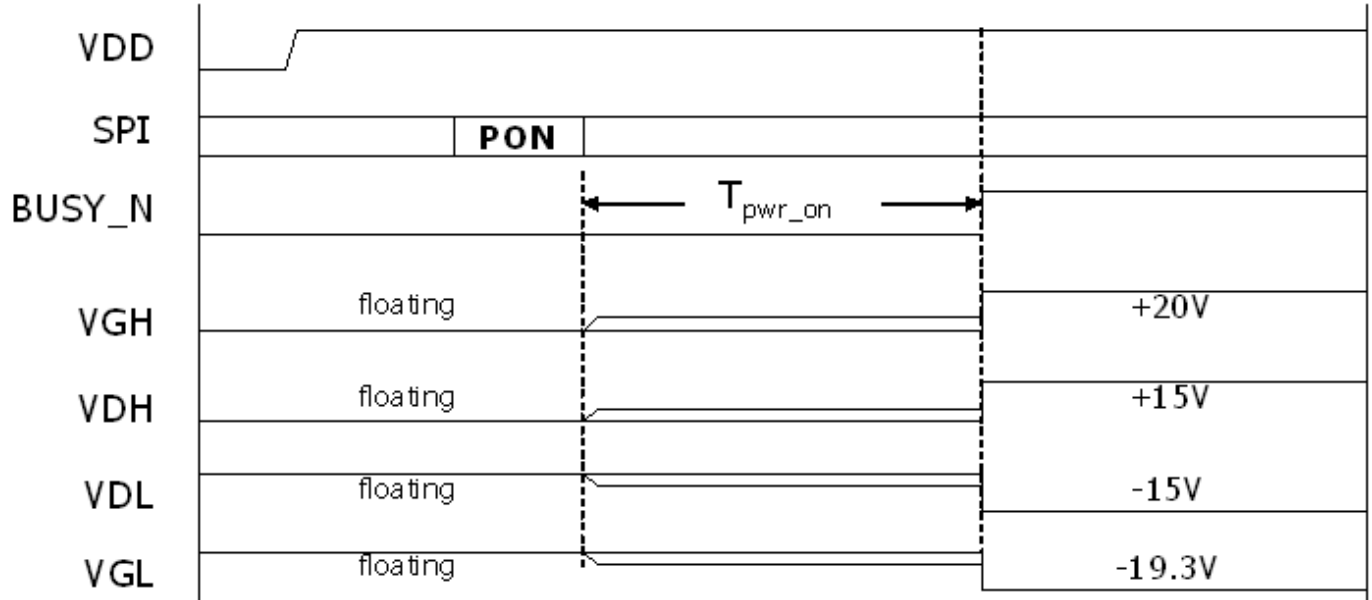 VDD
SPI PON
BUSY_N Tpwr_on
VGH floating +20V
VDH floating +15V
VDL floating -15V
VGL floating -19.3V